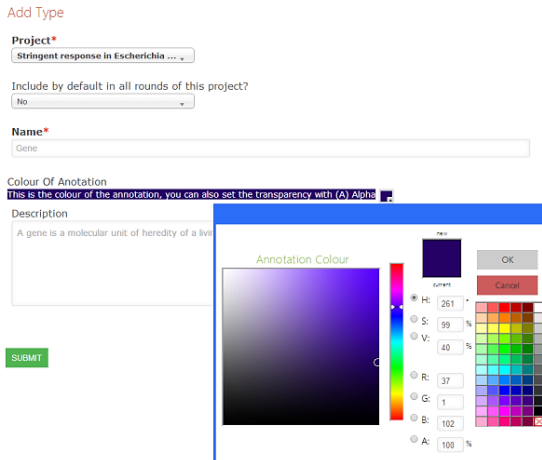 Add Type
Project*
Stringent response in Escherichia ...
Include by default in all rounds of this project?
No
Name*
Gene
Colour Of Anotation
This is the colour of the annotation, you can also set the transparency with (A) Alpha
Description
A gene is a molecular unit of heredity of a livi
SUBMIT
new
Annotation Colour
current
OK
Cancel
H: 261 °
S: 99 %
V: 40 %
R: 37
G: 1
B: 102
A: 100 %